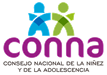 conna
CONSEJO NACIONAL DE LA NIÑEZ
Y DE LA ADOLESCENCIA